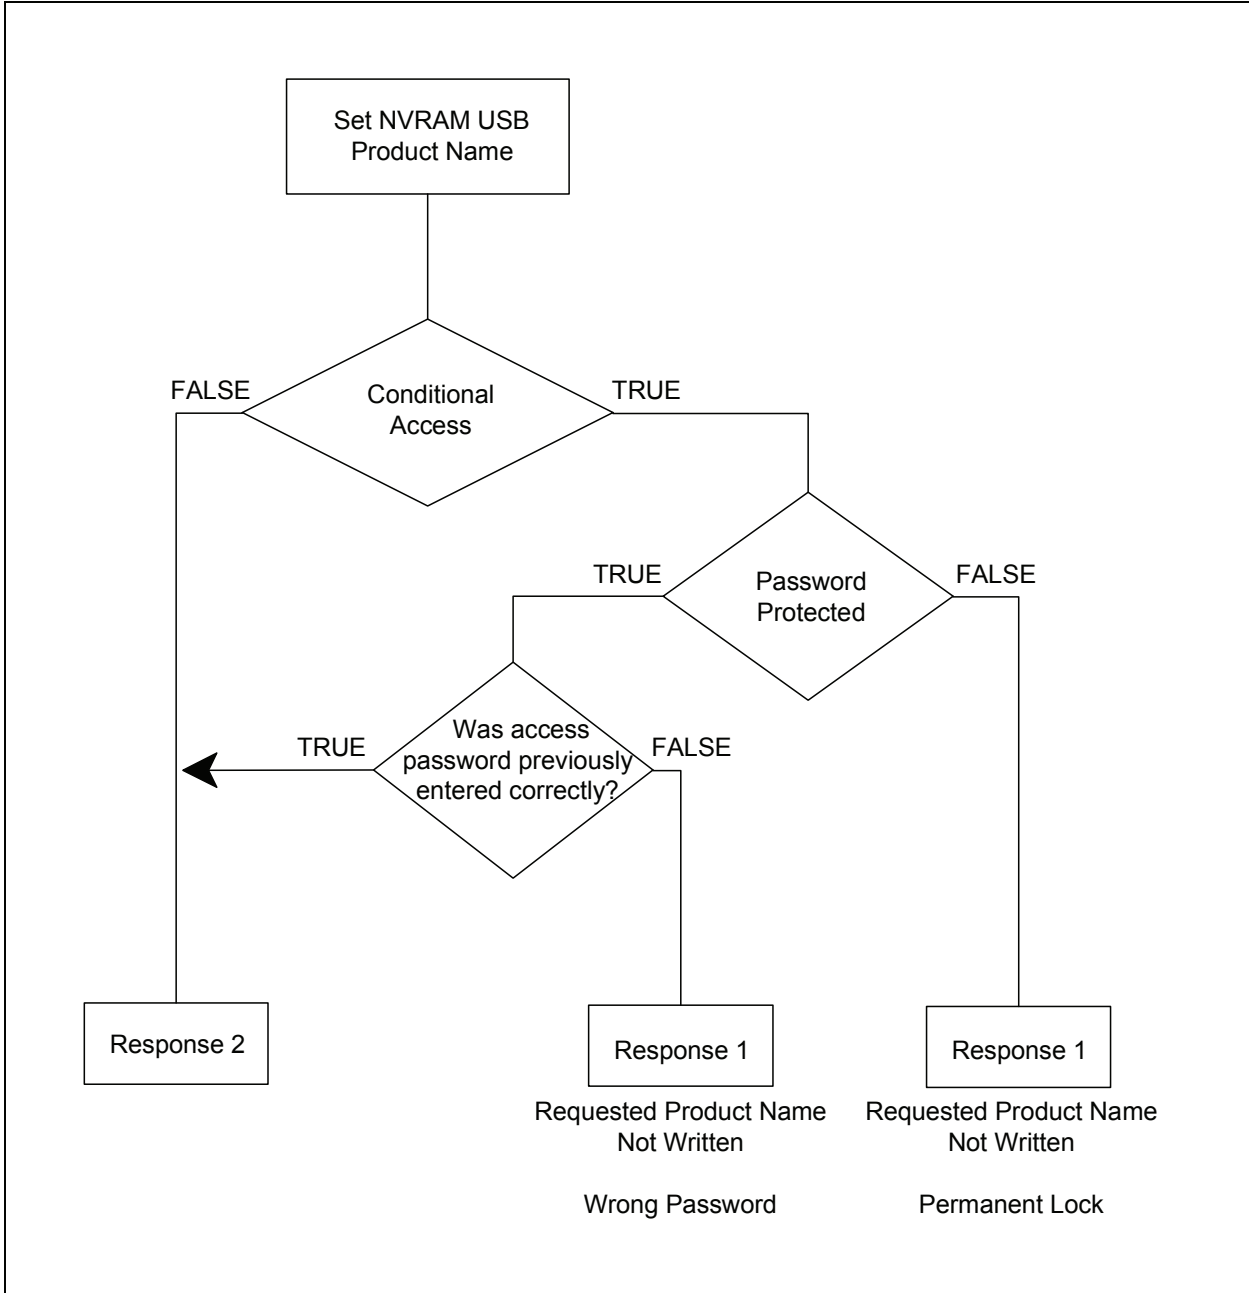 Set NVRAM USB
Product Name
FALSE
Conditional
Access
TRUE
TRUE
Password
Protected
FALSE
TRUE
Was access
password previously
entered correctly?
FALSE
Response 2
Response 1
Requested Product Name
Not Written
Wrong Password
Response 1
Requested Product Name
Not Written
Permanent Lock